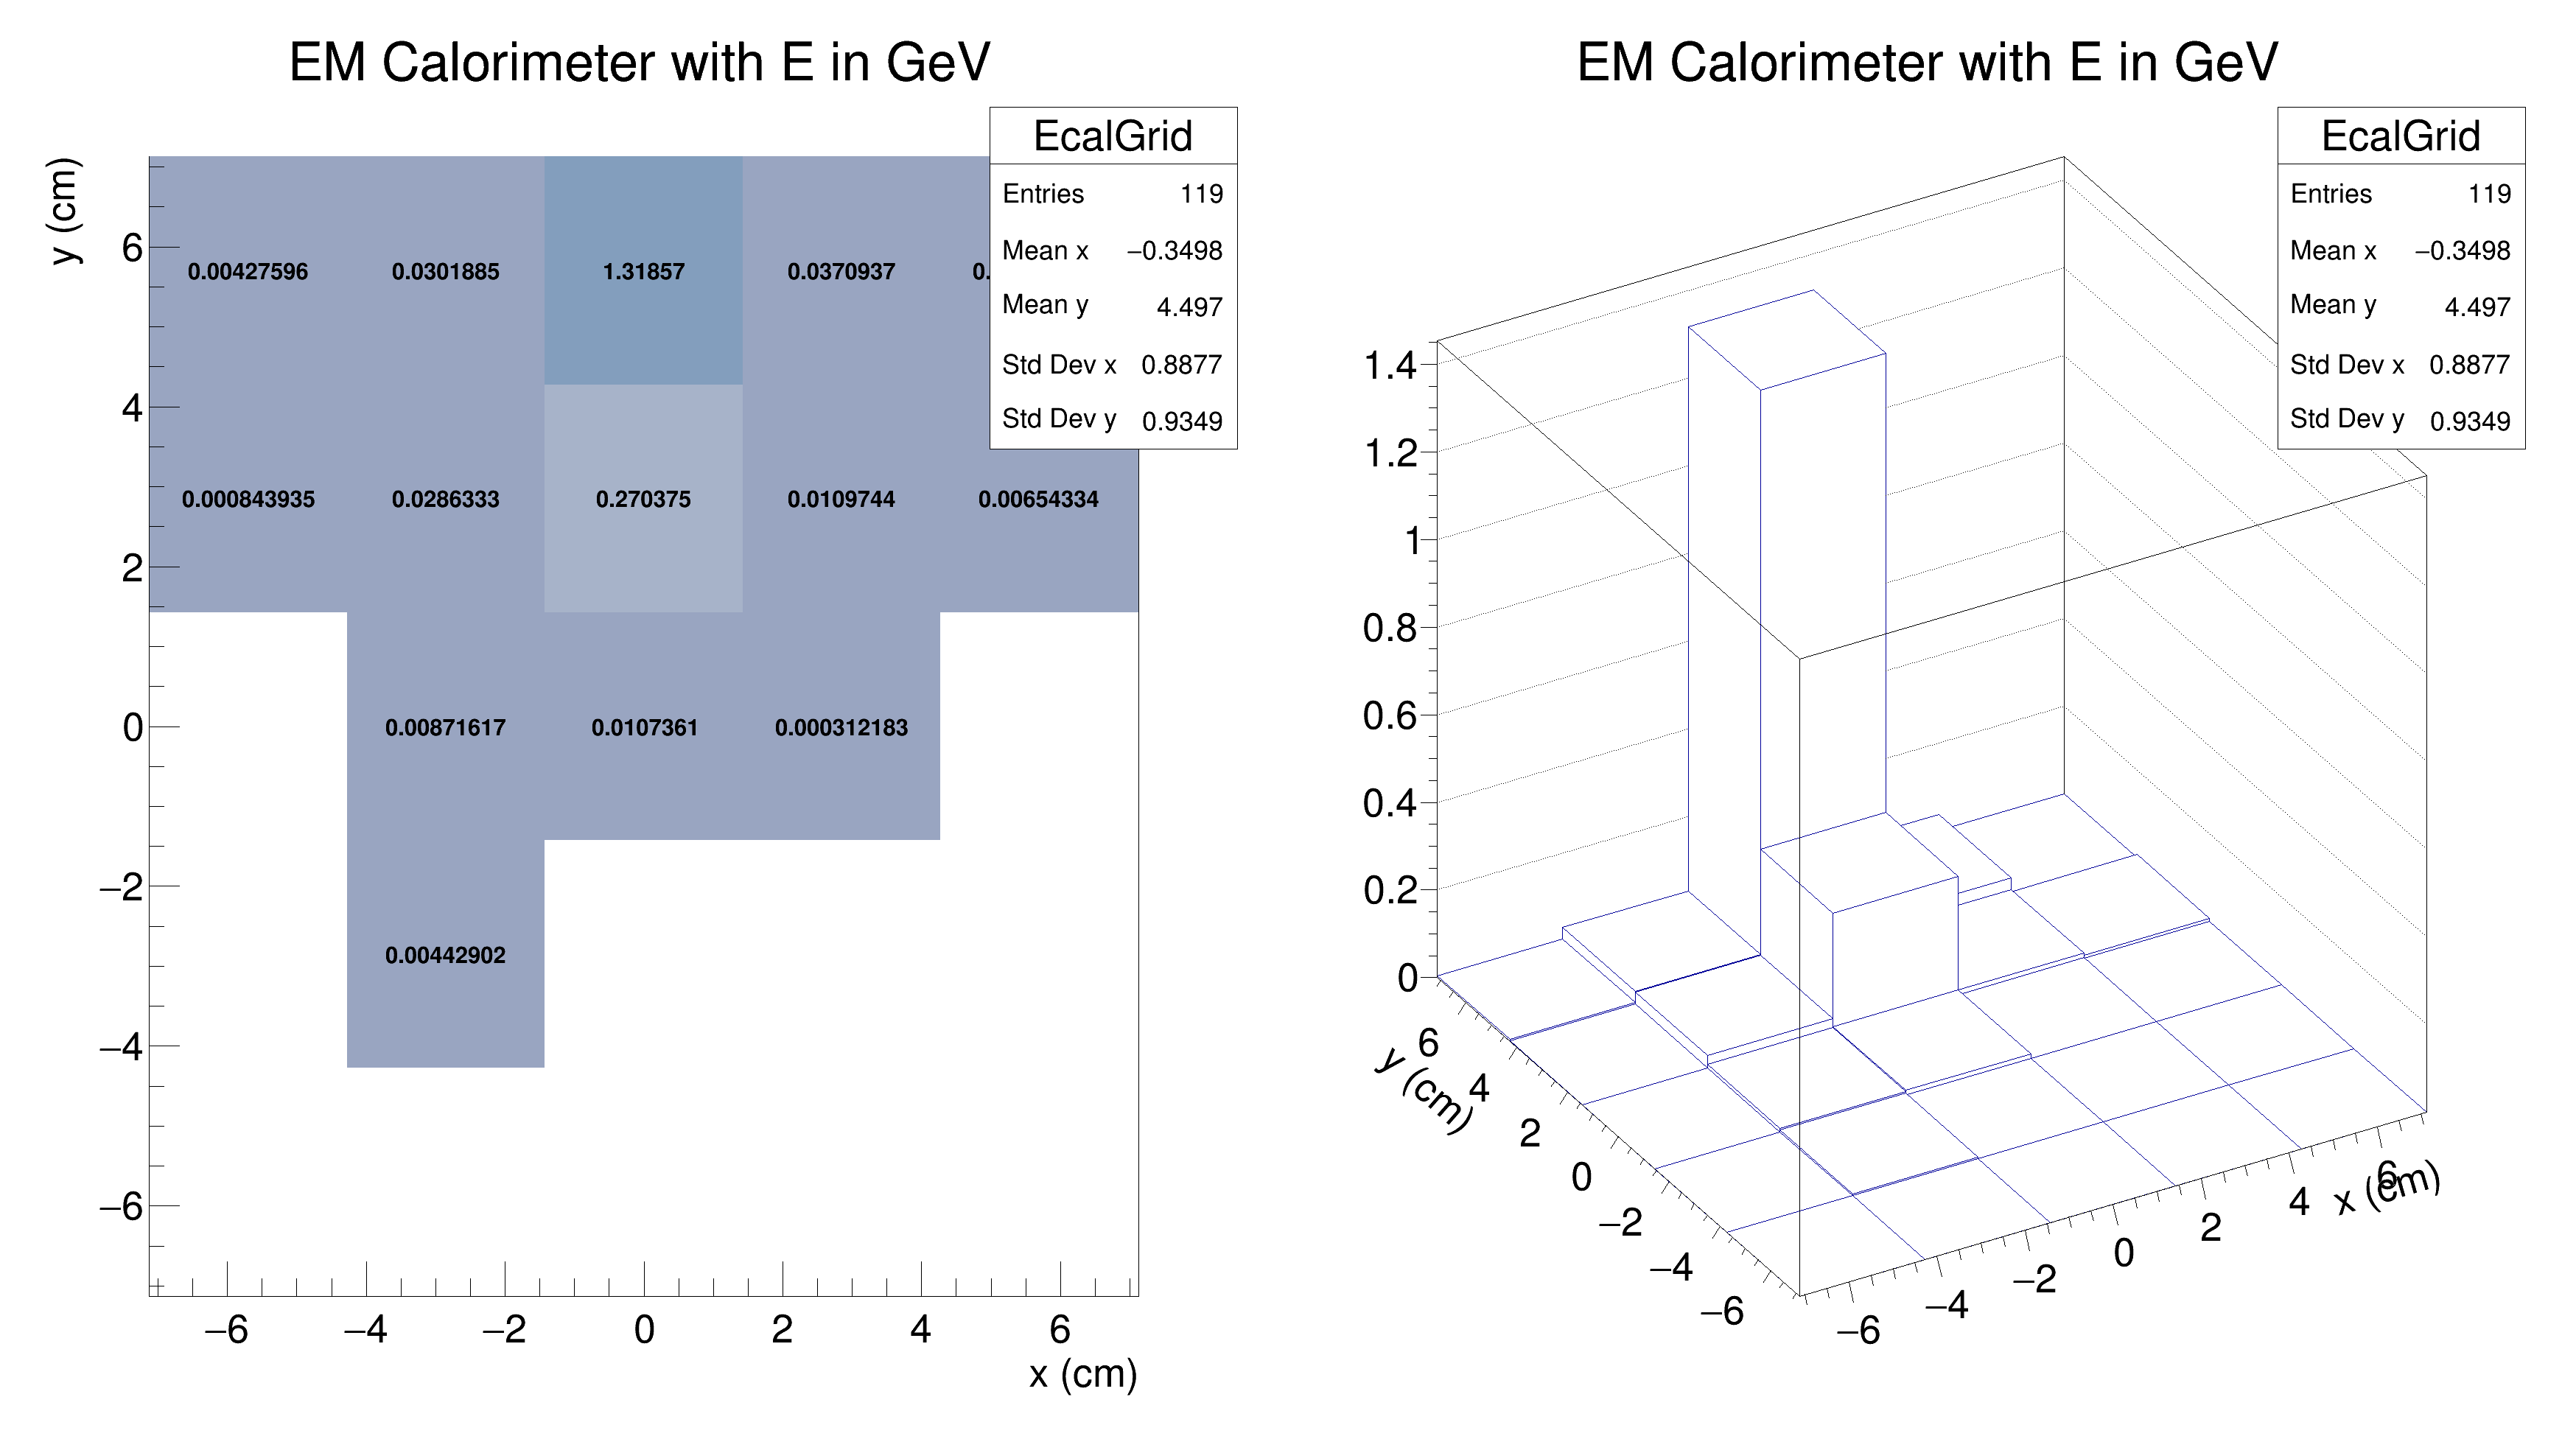 EM Calorimeter with E in GeV
EcalGrid
Entries 119
Mean x −0.3498
Mean y 4.497
Std Dev x 0.8877
Std Dev y 0.9349
y (cm)
6
4
2
0
−2
−4
−6
0.00427596 0.0301885 1.31857 0.0370937 0.
0.000843935 0.0286333 0.270375 0.0109744 0.00654334
0.00871617 0.0107361 0.000312183
0.00442902
−6 −4 −2 0 2 4 6
x (cm)
EM Calorimeter with E in GeV
EcalGrid
Entries 119
Mean x −0.3498
Mean y 4.497
Std Dev x 0.8877
Std Dev y 0.9349
1.4
1.2
1
0.8
0.6
0.4
0.2
0
6
4
2
0
−2
−4
−6
y (cm)
−6
−4
−2
0
2
4
6
x (cm)